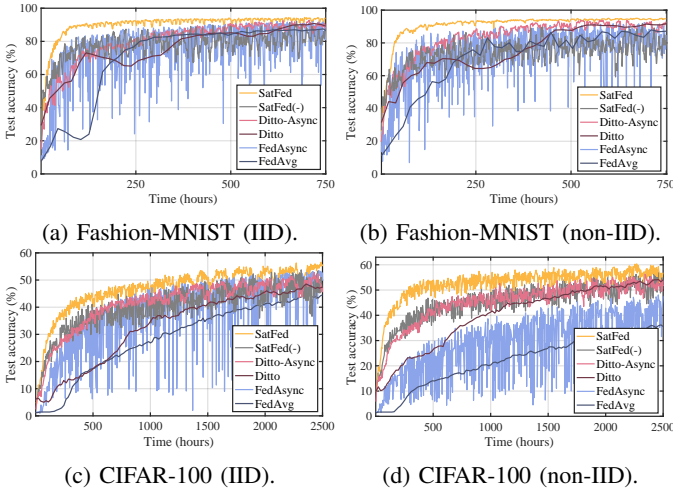 100
80
60
40
20
0
Test accuracy (%)
SatFed
SatFed(-)
Ditto-Async
Ditto
FedAsync
FedAvg
0
250
500
750
Time (hours)
(a) Fashion-MNIST (IID).
100
80
60
40
20
0
Test accuracy (%)
SatFed
SatFed(-)
Ditto-Async
Ditto
FedAsync
FedAvg
0
250
500
750
Time (hours)
(b) Fashion-MNIST (non-IID).
60
50
40
30
20
10
0
Test accuracy (%)
SatFed
SatFed(-)
Ditto-Async
Ditto
FedAsync
FedAvg
500
1000
1500
2000
2500
Time (hours)
(c) CIFAR-100 (IID).
60
50
40
30
20
10
0
Test accuracy (%)
SatFed
SatFed(-)
Ditto-Async
Ditto
FedAsync
FedAvg
500
1000
1500
2000
2500
Time (hours)
(d) CIFAR-100 (non-IID).